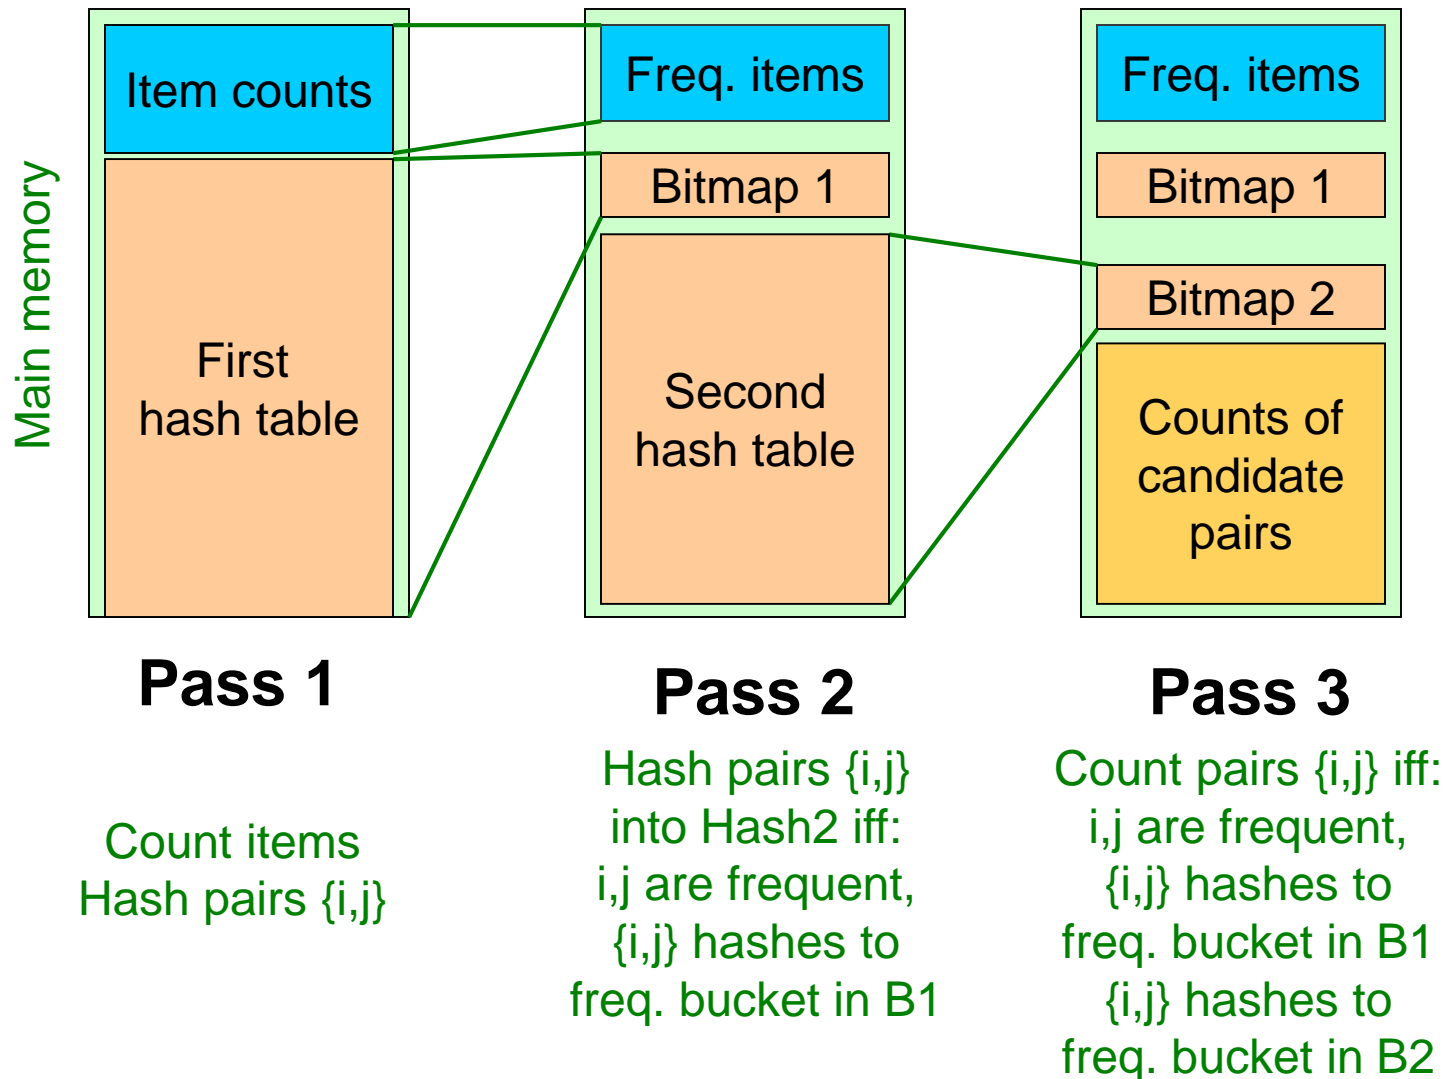 Main memory
Item counts
First
hash table
Pass 1
Count items
Hash pairs {i,j}
Freq. items
Bitmap 1
Second
hash table
Pass 2
Hash pairs {i,j}
into Hash2 iff:
i,j are frequent,
{i,j} hashes to
freq. bucket in B1
Freq. items
Bitmap 1
Bitmap 2
Counts of
candidate
pairs
Pass 3
Count pairs {i,j} iff:
i,j are frequent,
{i,j} hashes to
freq. bucket in B1
{i,j} hashes to
freq. bucket in B2